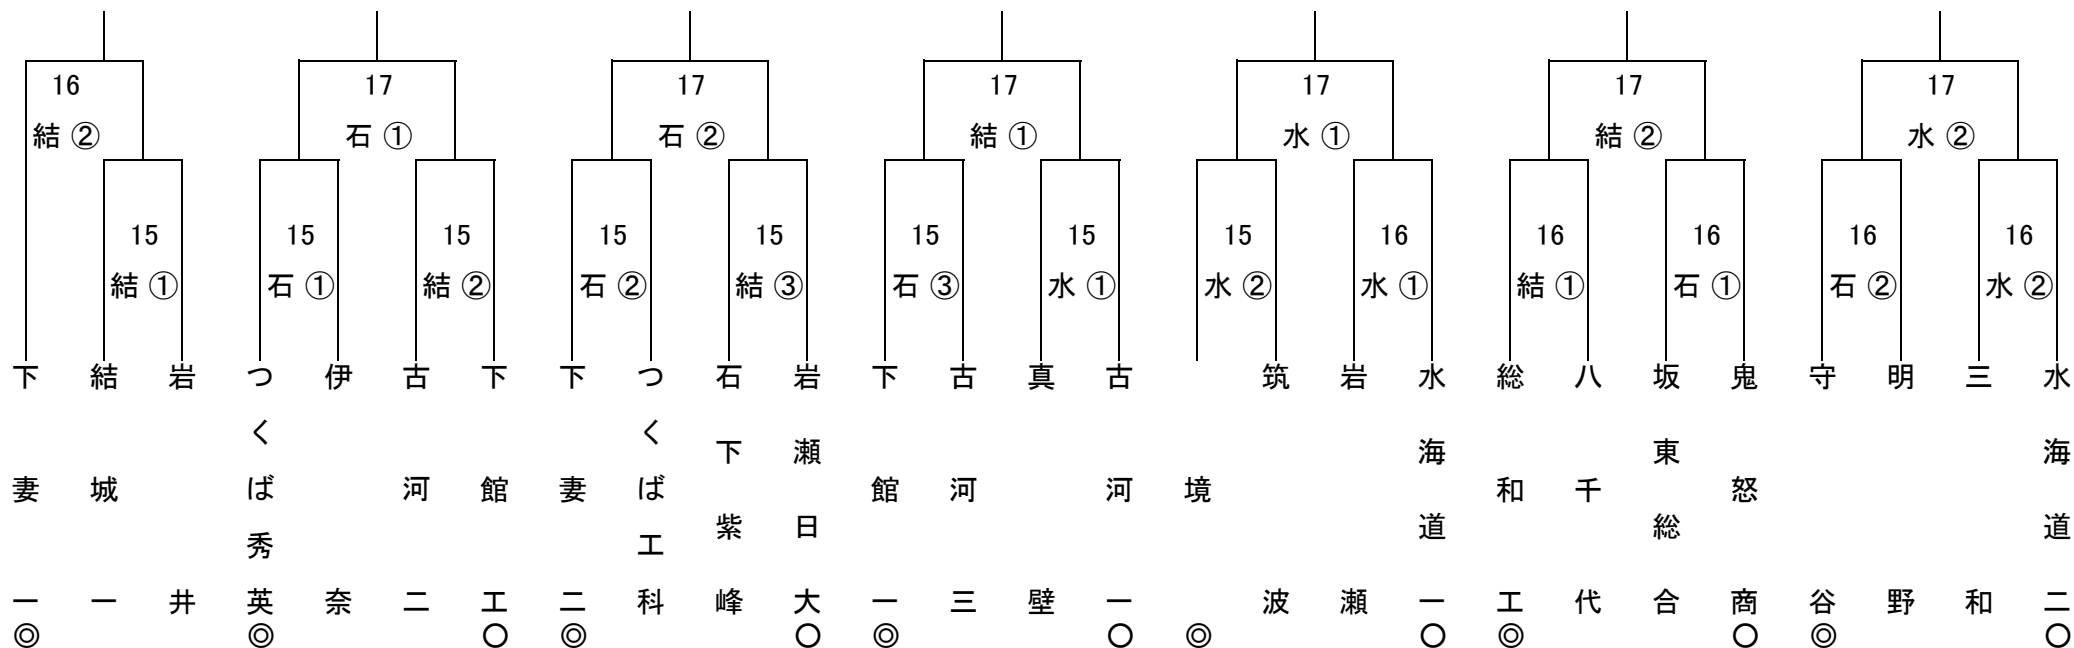 16 17 17 17 17 17 17
結② 石① 石② 結① 水① 結② 水②
15 15 15 15 15 15 15 15 16 16 16 16 16
結① 石① 結② 石② 結③ 石③ 水① 水② 水① 結① 石① 石② 水②
下妻一◎
結城一
岩井
つくば秀英◎
伊奈
古河二
下館工○
下妻二◎
つくば工科
石下紫峰
岩瀬日大○
下館一◎
古河三
真壁
古河一○
境◎
筑波
岩瀬
水海道一○
総和工◎
八千代
坂東総合
鬼怒商○
守谷◎
明野
三和
水海道二○